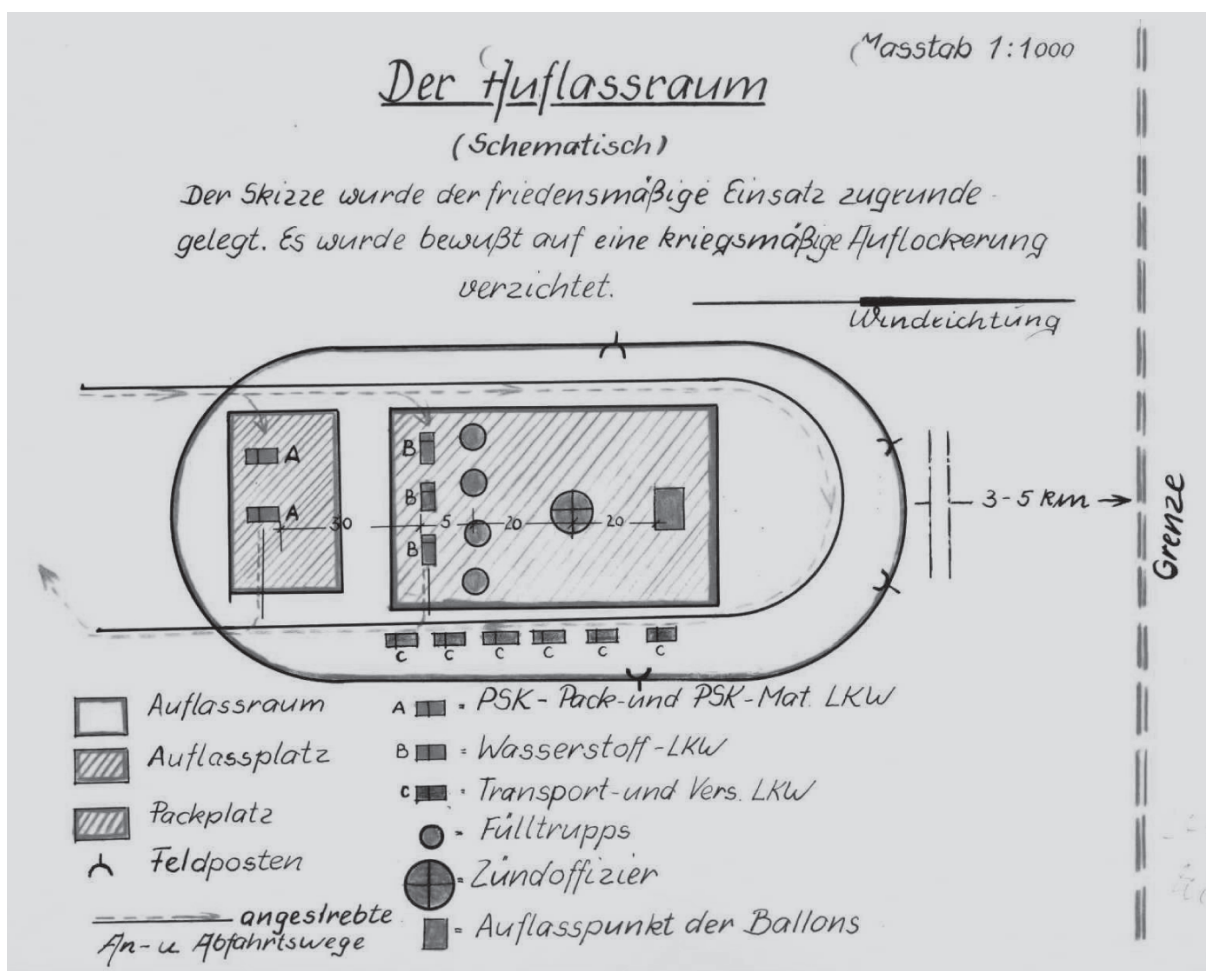 Masstab 1:1000
Der Auflassraum
(Schematisch)
Der Skizze wurde der friedensmäßige Einsatz zugrunde
gelegt. Es wurde bewußt auf eine kriegsmäßige Auflockerung
verzichtet.
Windrichtung
A
A
B
B
B
30
5
20
20
3-5 km
Grenze
C
C
C
C
C
C
Auflassraum
Auflassplatz
Packplatz
Feldposten
angestrebte
An- u. Abfahrtswege
A = PSK-Pack-und PSK-Mat. LKW
B = Wasserstoff-LKW
C = Transport-und Vers. LKW
= Fülltrupps
= Zündoffizier
= Auflasspunkt der Ballons